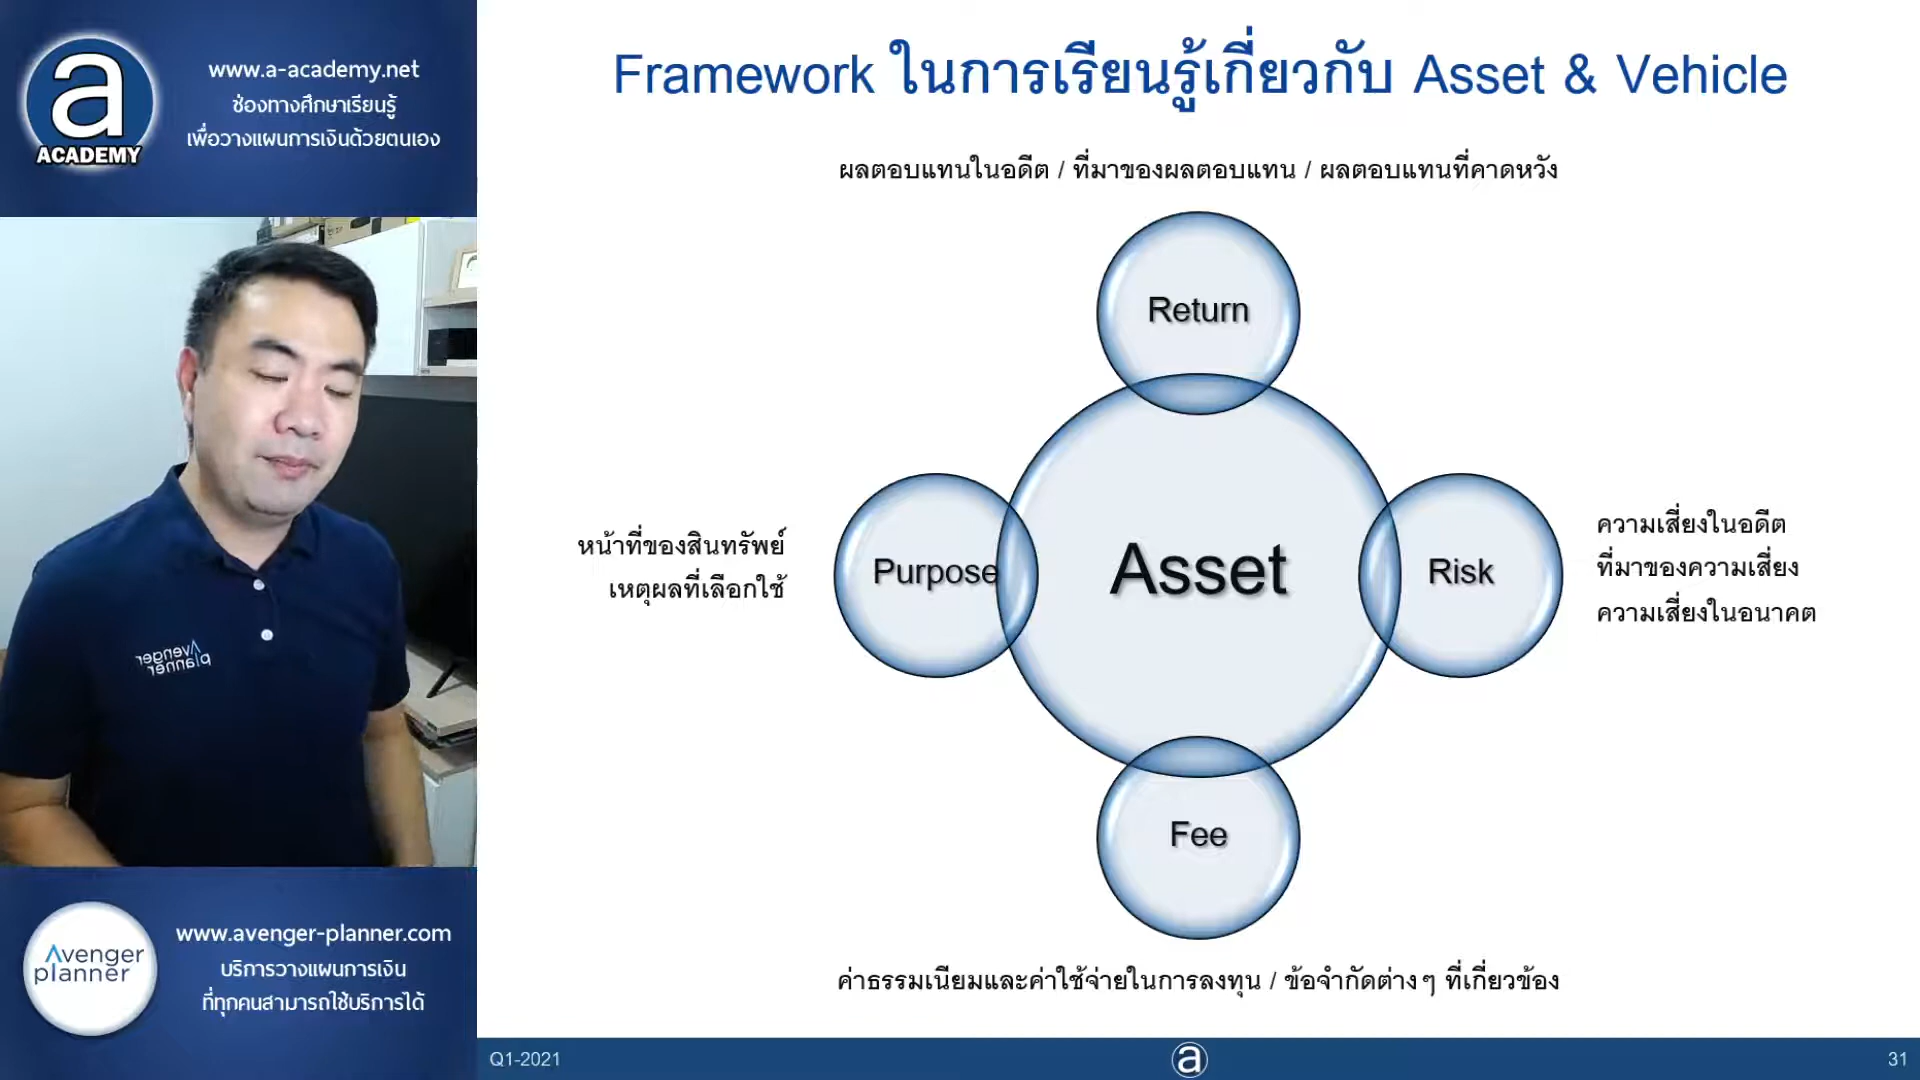 a
ACADEMY
www.a-academy.net
ช่องทางศึกษาเรียนรู้
เพื่อวางแผนการเงินด้วยตนเอง
Avenger
planner
Avenger
planner
www.avenger-planner.com
บริการวางแผนการเงิน
ที่ทุกคนสามารถใช้บริการได้
Framework ในการเรียนรู้เกี่ยวกับ Asset & Vehicle
ผลตอบแทนในอดีต / ที่มาของผลตอบแทน / ผลตอบแทนที่คาดหวัง
Return
หน้าที่ของสินทรัพย์
เหตุผลที่เลือกใช้
Purpose
Asset
Risk
ความเสี่ยงในอดีต
ที่มาของความเสี่ยง
ความเสี่ยงในอนาคต
Fee
ค่าธรรมเนียมและค่าใช้จ่ายในการลงทุน / ข้อจำกัดต่างๆ ที่เกี่ยวข้อง
Q1-2021
a
31